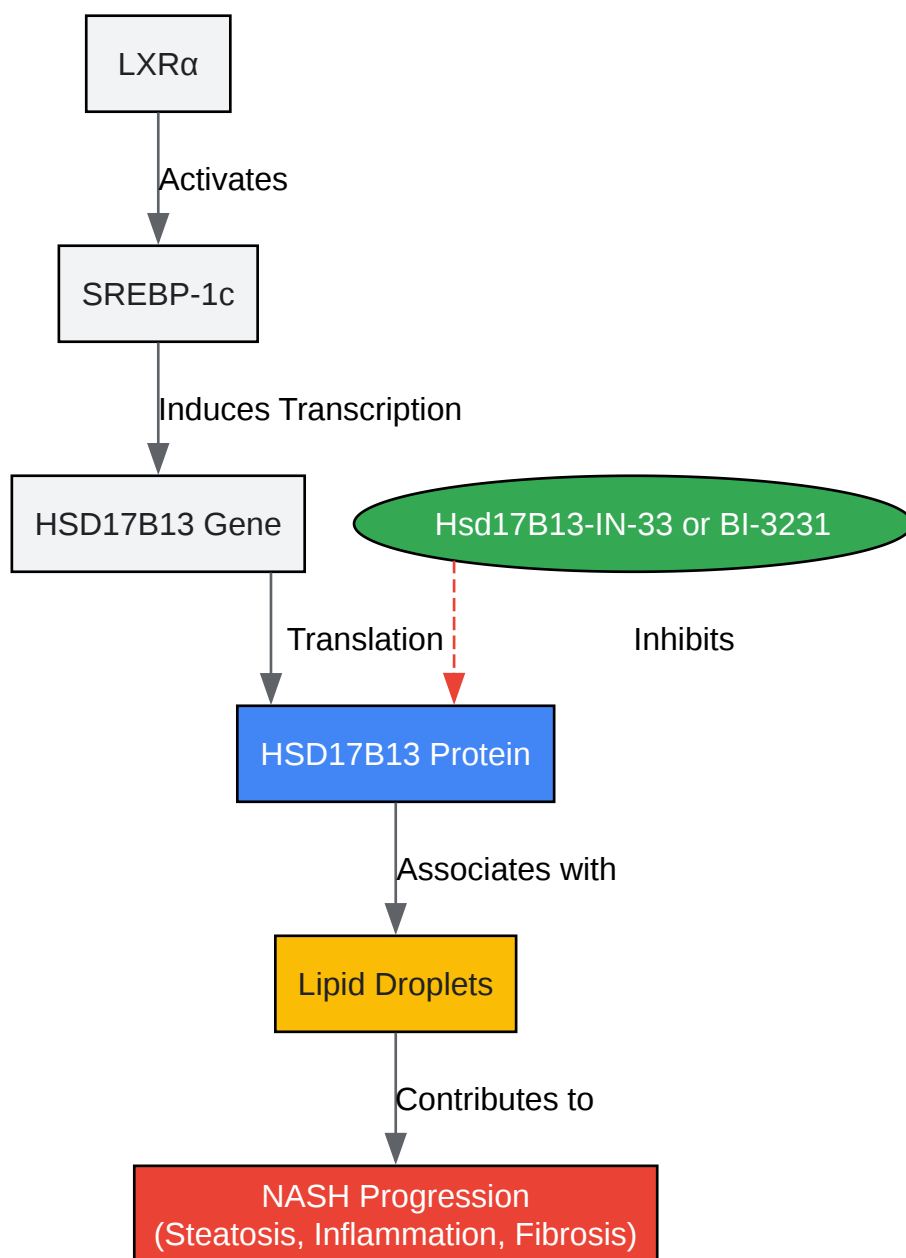 LXRα
Activates
SREBP-1c
Induces Transcription
HSD17B13 Gene
Hsd17B13-IN-33 or BI-3231
Translation
Inhibits
HSD17B13 Protein
Associates with
Lipid Droplets
Contributes to
NASH Progression
(Steatosis, Inflammation, Fibrosis)